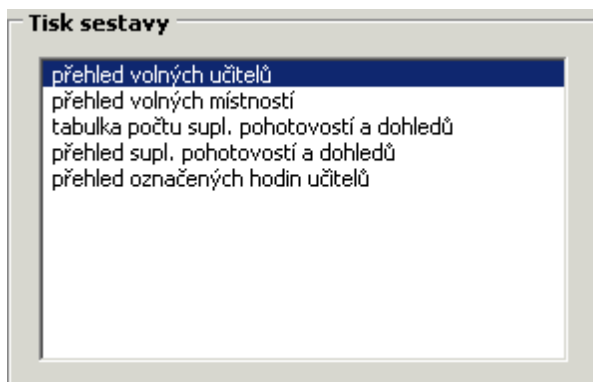 Tisk sestavy
přehled volných učitelů
přehled volných místností
tabulka počtu supl. pohotovostí a dohledů
přehled supl. pohotovostí a dohledů
přehled označených hodin učitelů